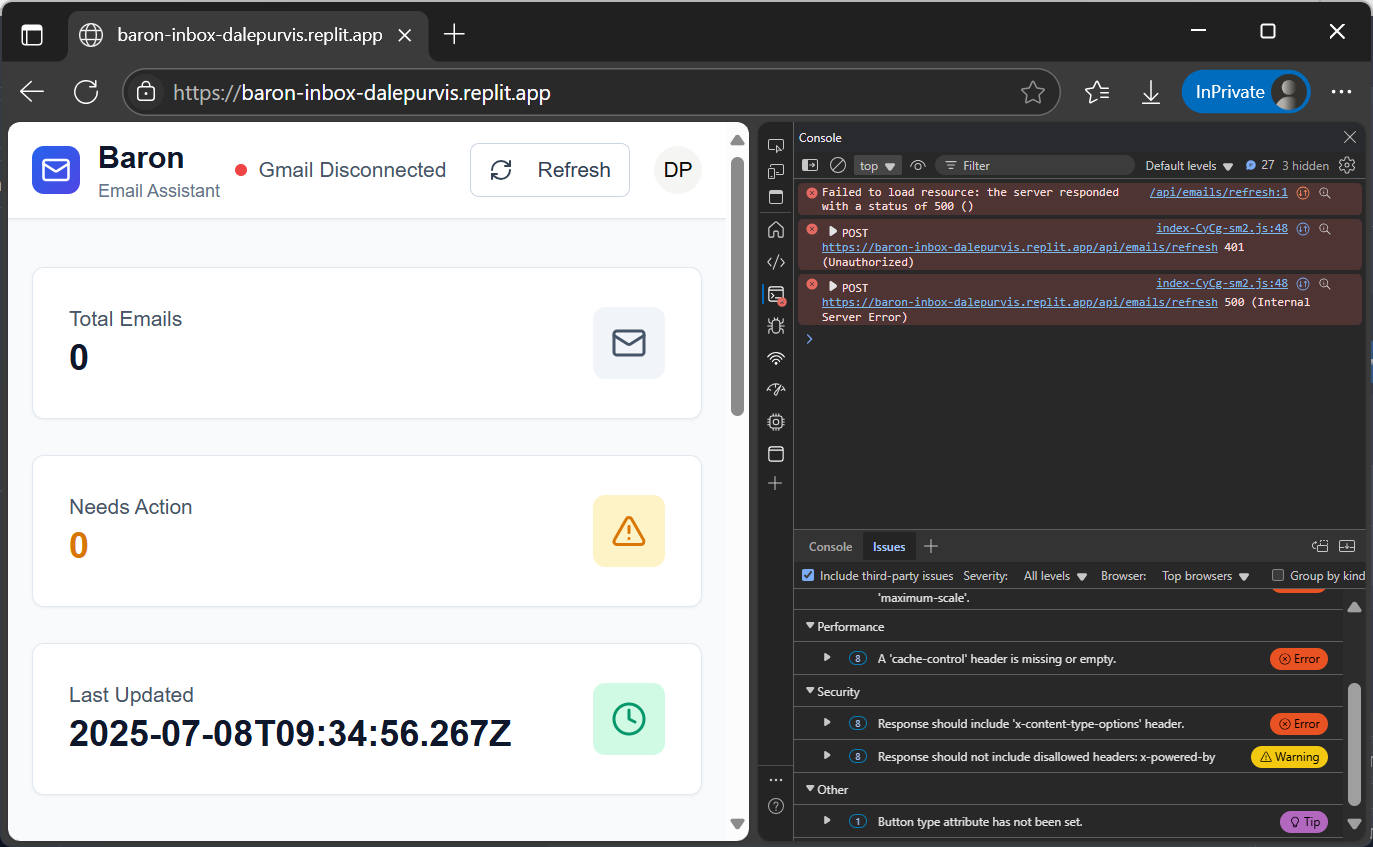 baron-inbox-dalepurvis.replit.app
https://baron-inbox-dalepurvis.replit.app
InPrivate
Baron
Email Assistant
Gmail Disconnected
Refresh
DP
Total Emails
0
Needs Action
0
Last Updated
2025-07-08T09:34:56.267Z
Console
top
Filter
Default levels
27
3 hidden
Failed to load resource: the server responded /api/emails/refresh:1
with a status of 500 ()
POST index-CyCg-sm2.js:48
https://baron-inbox-dalepurvis.replit.app/api/emails/refresh 401
(Unauthorized)
POST index-CyCg-sm2.js:48
https://baron-inbox-dalepurvis.replit.app/api/emails/refresh 500 (Internal
Server Error)
Console
Issues
Include third-party issues
Severity:
All levels
Browser:
Top browsers
Group by kind
'maximum-scale'.
Performance
8 A 'cache-control' header is missing or empty. Error
Security
8 Response should include 'x-content-type-options' header. Error
8 Response should not include disallowed headers: x-powered-by Warning
Other
1 Button type attribute has not been set. Tip